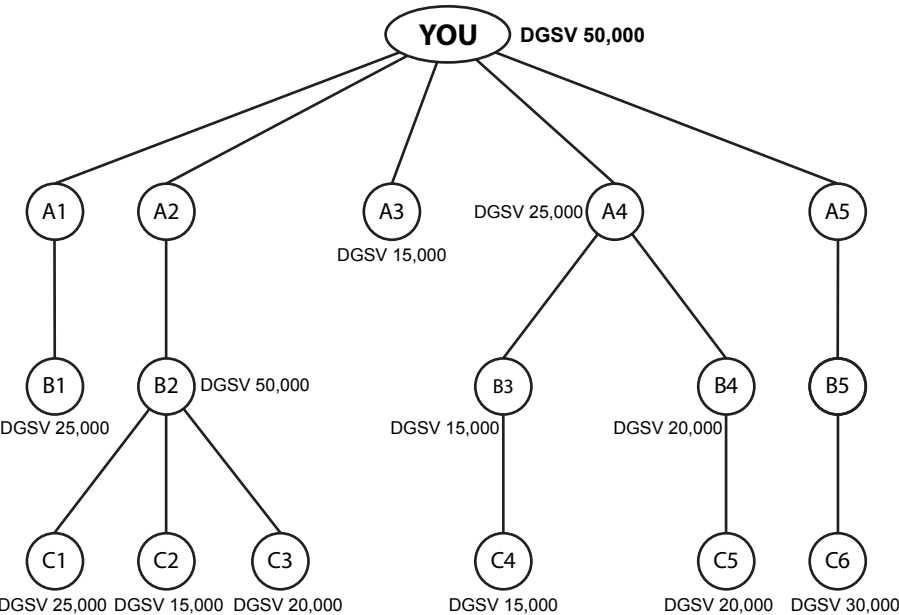 YOU DGSV 50,000
A1 A2 A3 DGSV 25,000 A4 A5
DGSV 15,000
B1 B2 DGSV 50,000 B3 B4 B5
DGSV 25,000 DGSV 15,000 DGSV 20,000
C1 C2 C3 C4 C5 C6
DGSV 25,000 DGSV 15,000 DGSV 20,000 DGSV 15,000 DGSV 20,000 DGSV 30,000